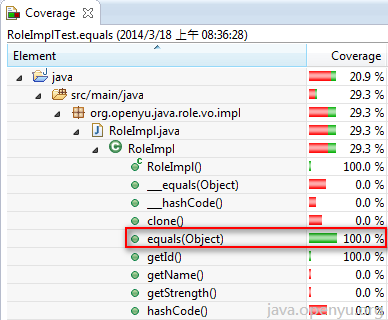 Coverage
RoleImplTest.equals (2014/3/18 上午 08:36:28)
Element Coverage
java 20.9 %
src/main/java 29.3 %
org.openyu.java.role.vo.impl 29.3 %
RoleImpl.java 29.3 %
RoleImpl 29.3 %
RoleImpl() 100.0 %
___equals(Object) 0.0 %
___hashCode() 0.0 %
clone() 0.0 %
equals(Object) 100.0 %
getId() 100.0 %
getName() 0.0 %
getStrength() 0.0 %
hashCode() 0.0 %
java.openyu.org